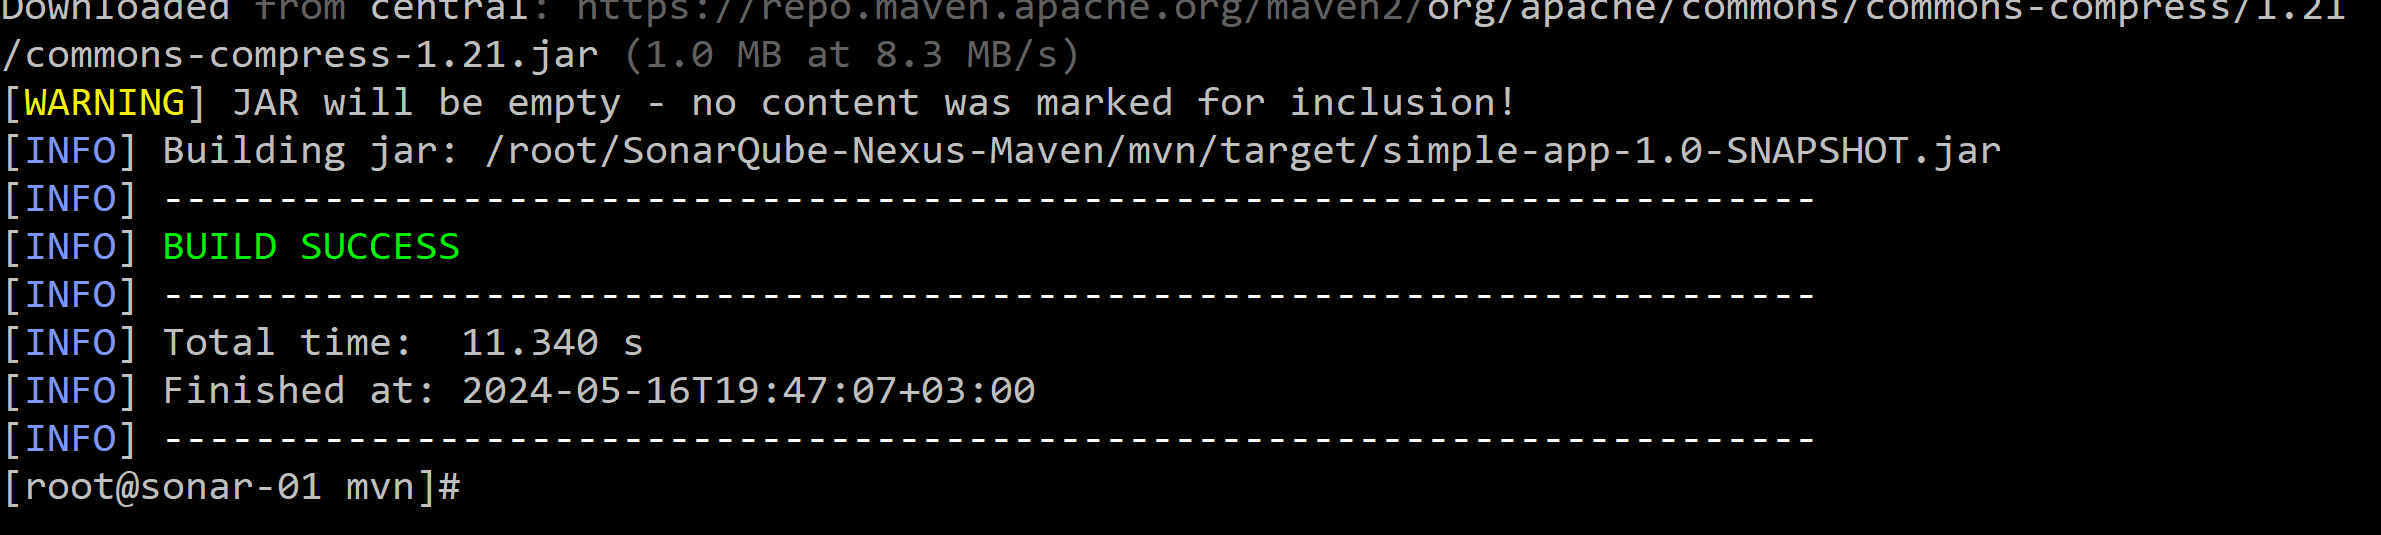 Downloaded from central: https://repo.maven.apache.org/maven2/org/apache/commons/commons-compress/1.21
/commons-compress-1.21.jar (1.0 MB at 8.3 MB/s)
[WARNING] JAR will be empty - no content was marked for inclusion!
[INFO] Building jar: /root/SonarQube-Nexus-Maven/mvn/target/simple-app-1.0-SNAPSHOT.jar
[INFO] ------------------------------------------------------------------------
[INFO] BUILD SUCCESS
[INFO] ------------------------------------------------------------------------
[INFO] Total time:  11.340 s
[INFO] Finished at: 2024-05-16T19:47:07+03:00
[INFO] ------------------------------------------------------------------------
[root@sonar-01 mvn]#